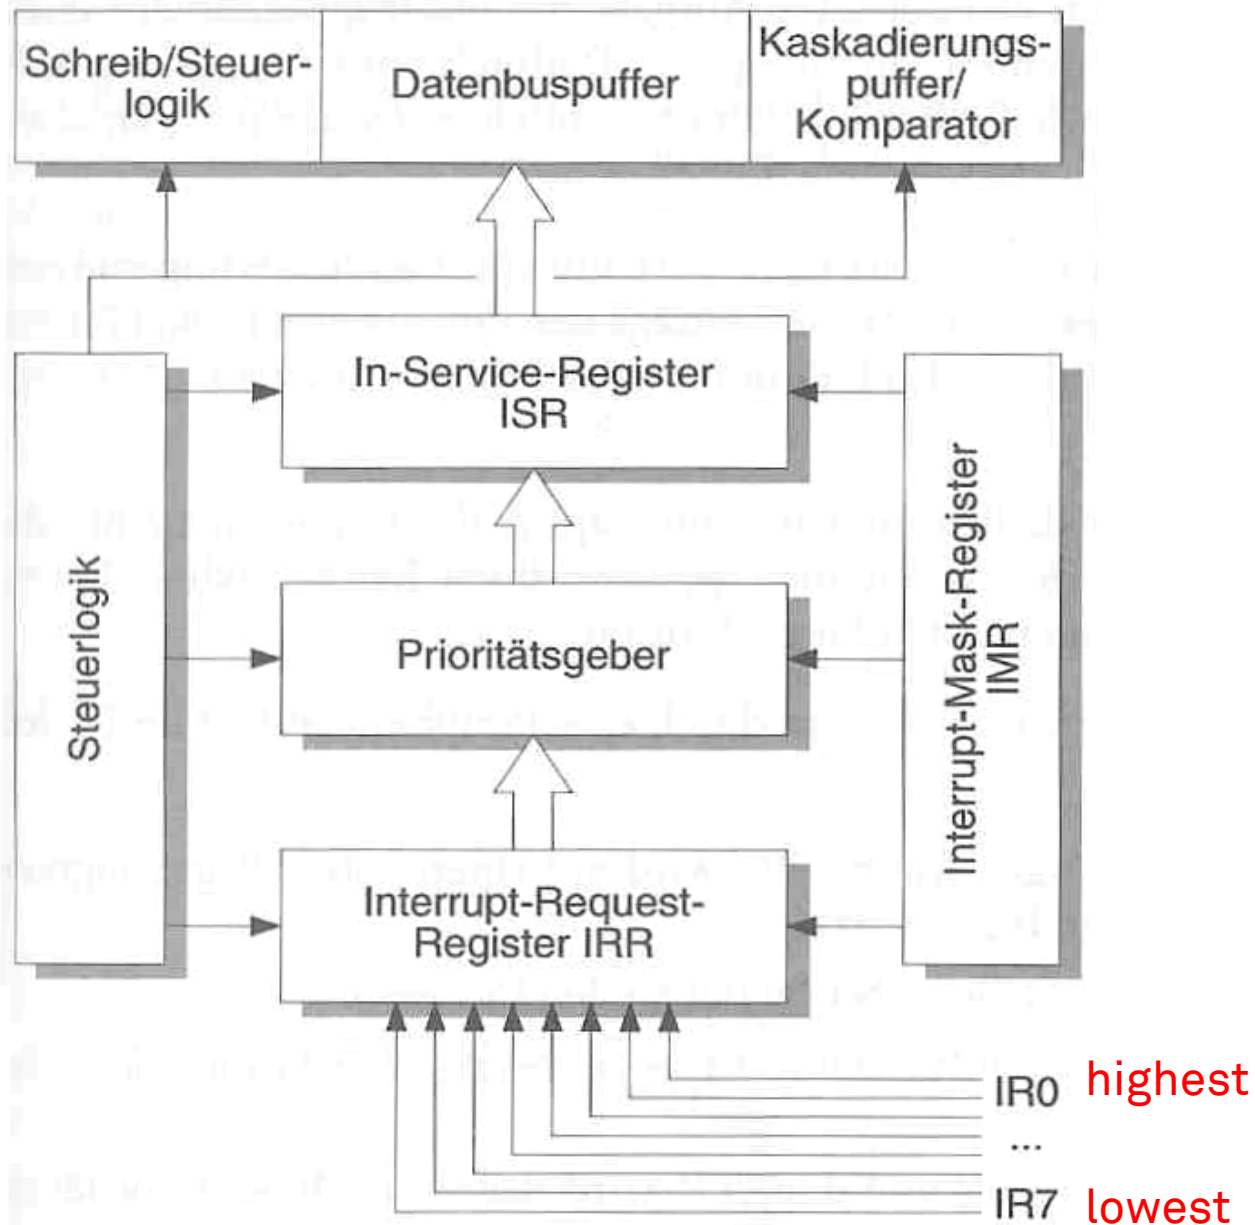 Schreib/Steuer-
logik
Datenbuspuffer
Kaskadierungs-
puffer/
Komparator
In-Service-Register
ISR
Steuerlogik
Prioritätsgeber
Interrupt-Mask-Register
IMR
Interrupt-Request-
Register IRR
IR0 highest
...
IR7 lowest